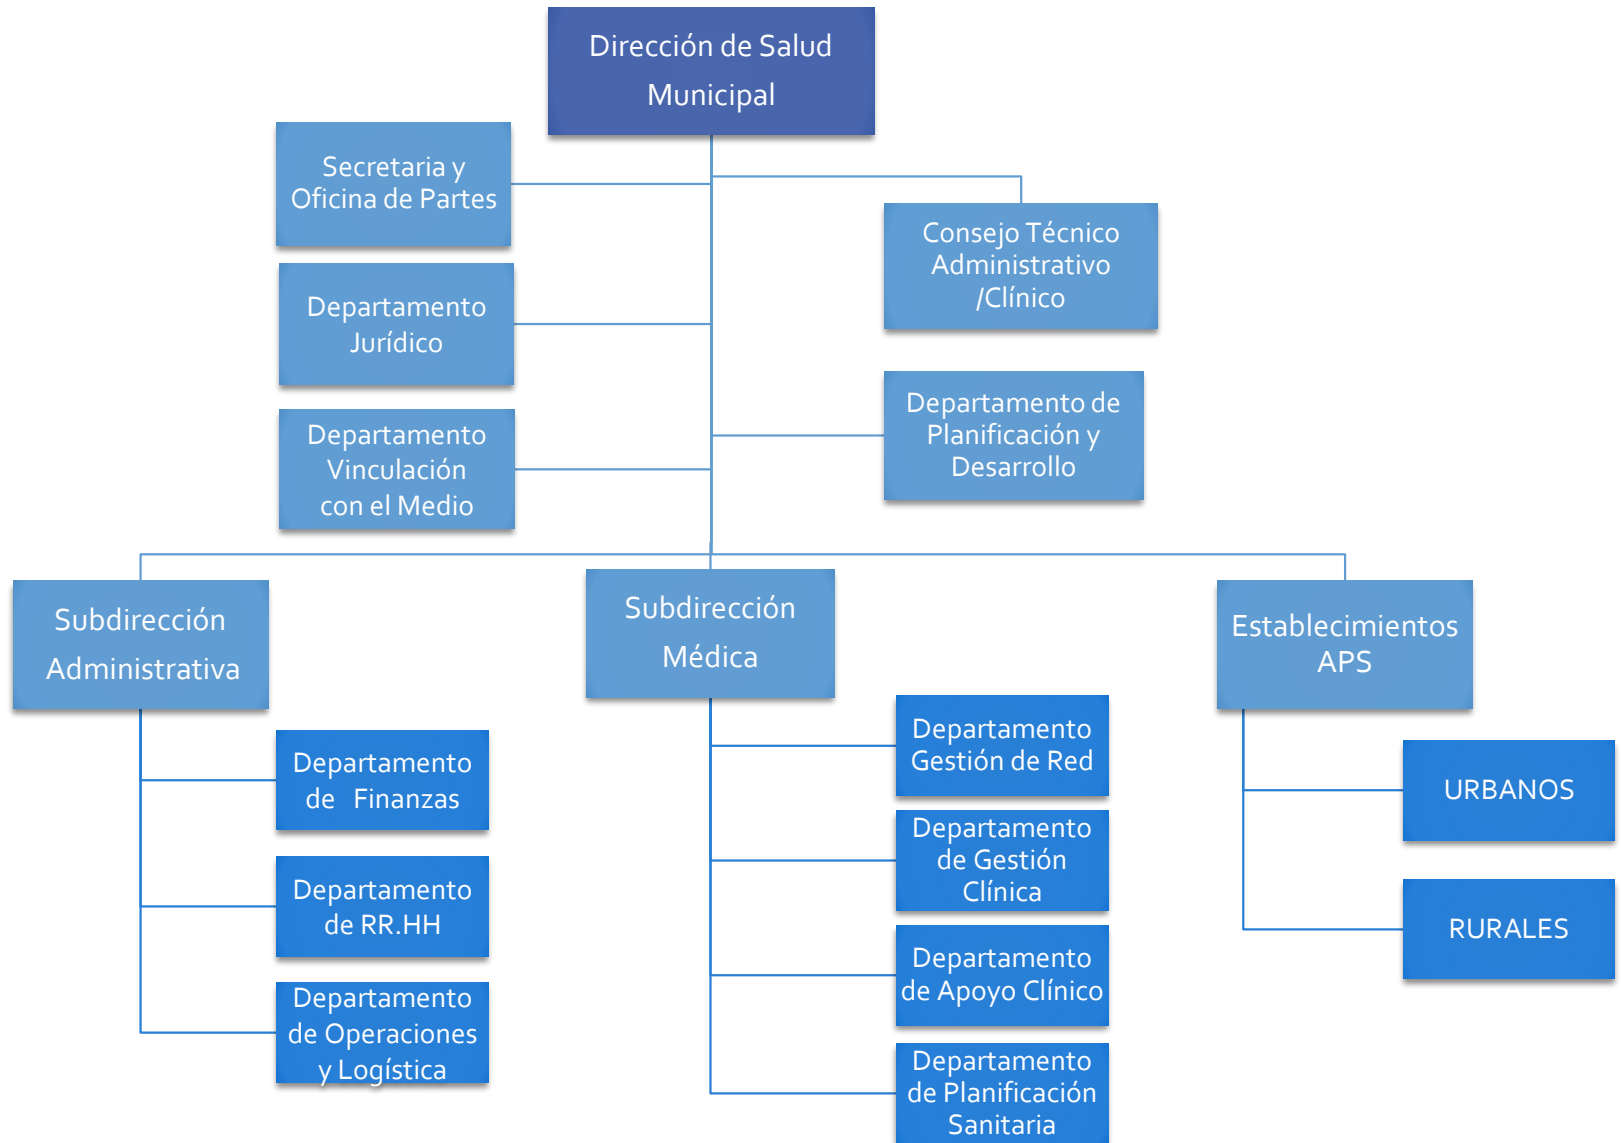 Dirección de Salud
Municipal
Secretaria y
Oficina de Partes
Consejo Técnico
Administrativo
/Clínico
Departamento
Jurídico
Departamento de
Planificación y
Desarrollo
Departamento
Vinculación
con el Medio
Subdirección
Administrativa
Subdirección
Médica
Establecimientos
APS
Departamento
de Finanzas
Departamento
de RR.HH
Departamento
de Operaciones
y Logística
Departamento
Gestión de Red
Departamento
de Gestión
Clínica
Departamento
de Apoyo Clínico
Departamento
de Planificación
Sanitaria
URBANOS
RURALES